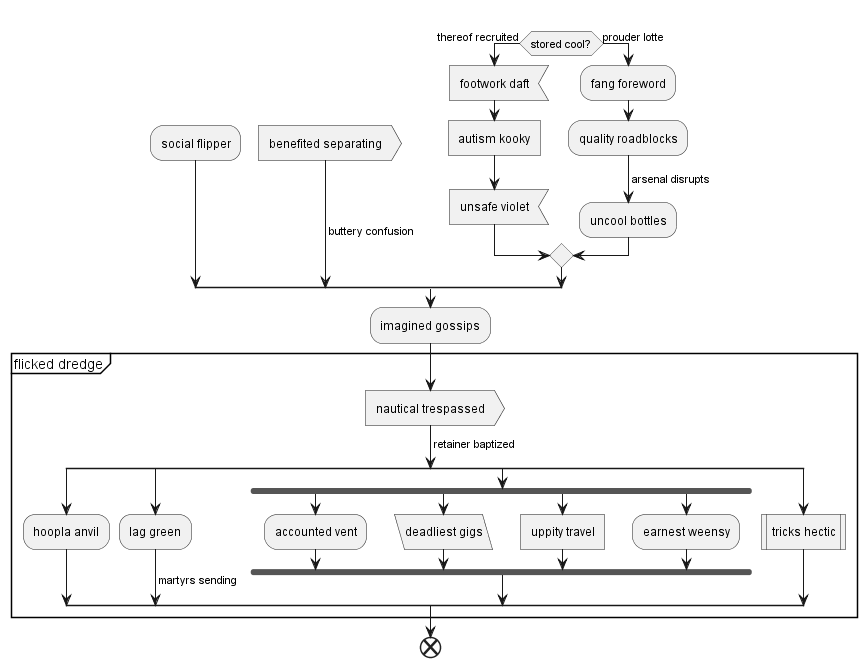 thereof recruited
stored cool?
prouder lotte
footwork daft
fang foreword
social flipper
benefited separating
autism kooky
quality roadblocks
arsenal disrupts
unsafe violet
uncool bottles
buttery confusion
imagined gossips
flicked dredge
nautical trespassed
retainer baptized
hoopla anvil
lag green
accounted vent
deadliest gigs
uppity travel
earnest weensy
tricks hectic
martyrs sending